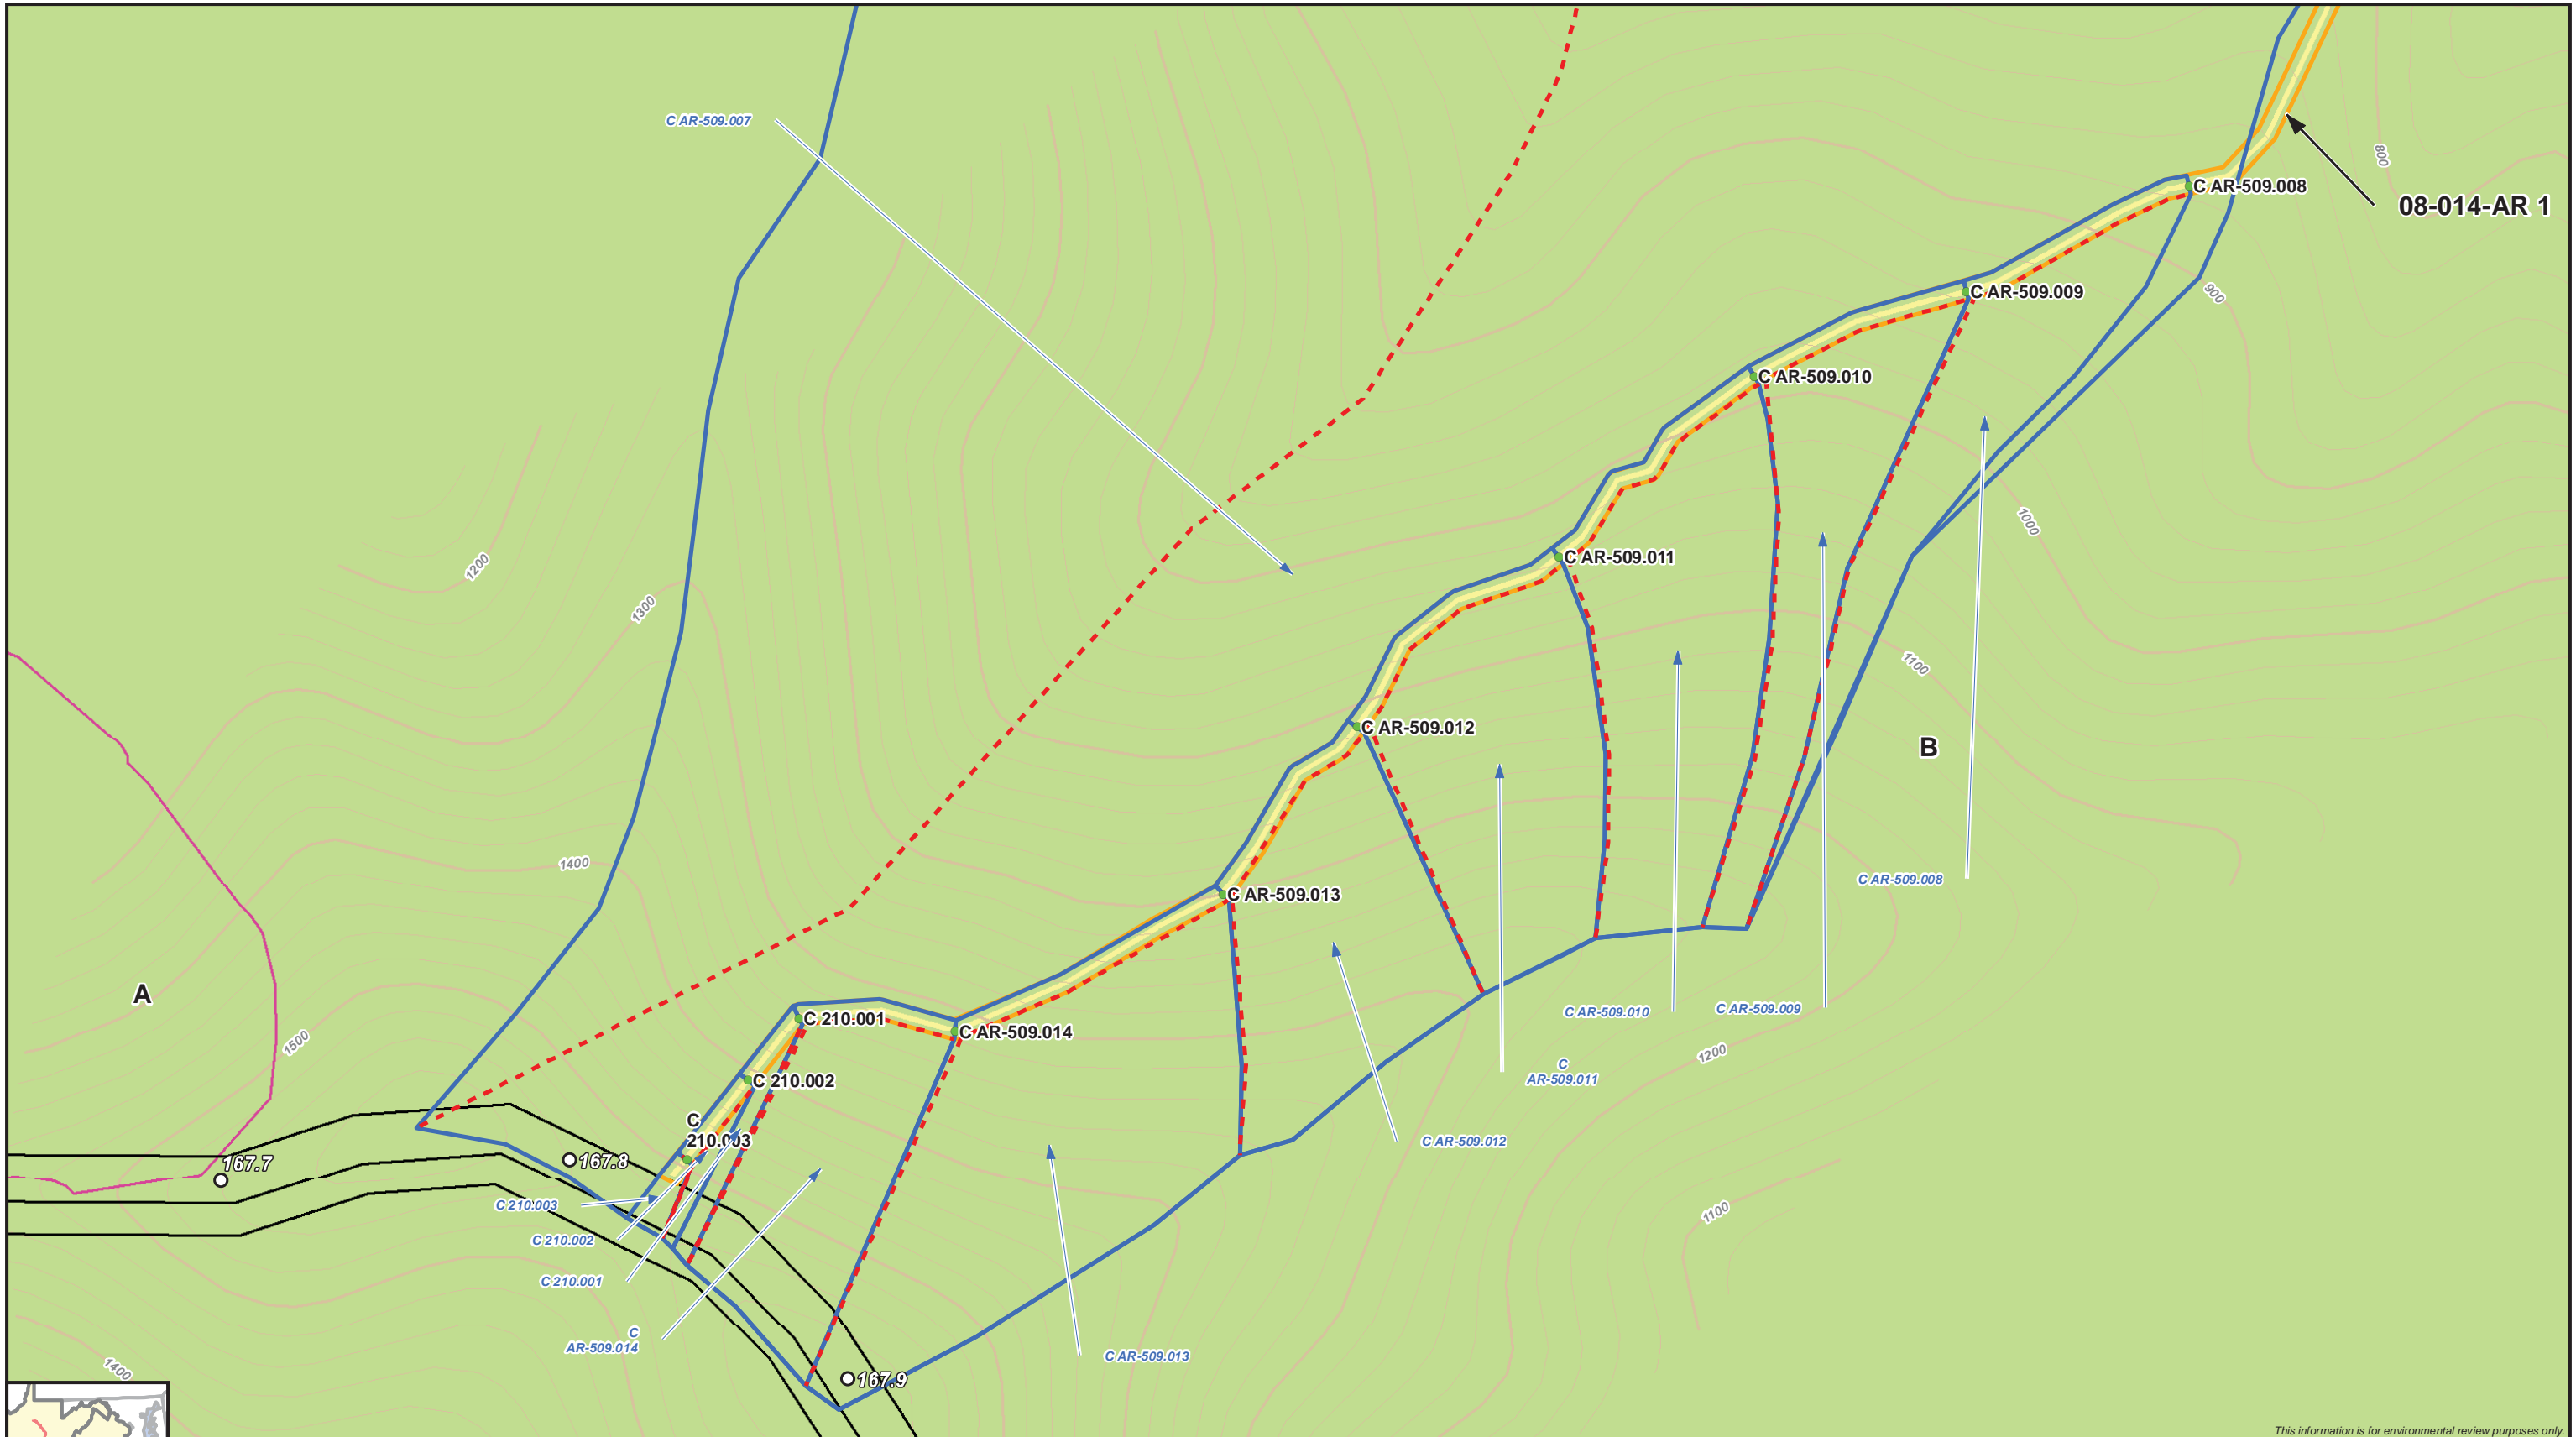 C AR-509.007
800
C AR-509.008
08-014-AR 1
C AR-509.009
900
C AR-509.010
1000
1200
C AR-509.011
1300
1100
C AR-509.012
B
1400
C AR-509.008
C AR-509.013
A
C AR-509.010
C AR-509.009
C 210.001
C AR-509.014
1500
1200
C
AR-509.011
C 210.002
C
210.003
C AR-509.012
167.7
167.8
C 210.003
1100
C 210.002
C 210.001
C
AR-509.014
C AR-509.013
1400
167.9
This information is for environmental review purposes only.